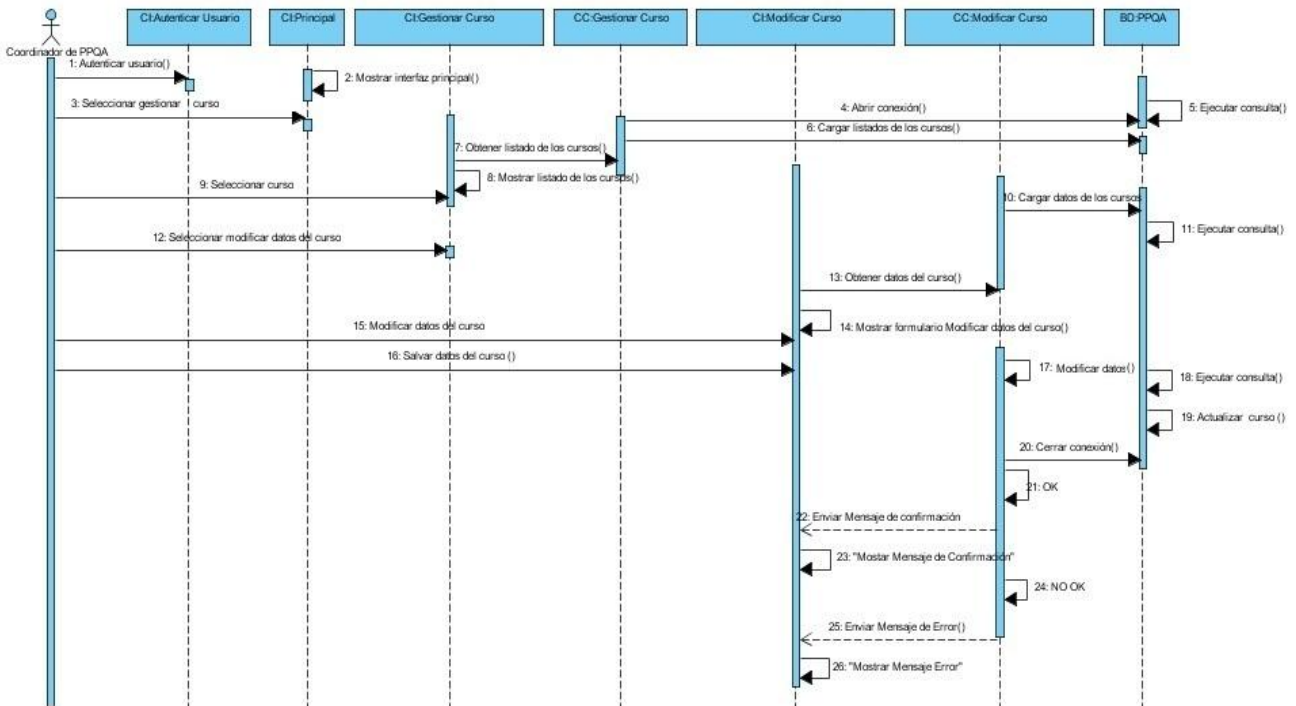 CI:Autenticar Usuario
CI:Principal
CI:Gestionar Curso
CC:Gestionar Curso
CI:Modificar Curso
CC:Modificar Curso
BD:PPQA
Coordinador de PPQA
1: Autenticar usuario()
2: Mostrar interfaz principal()
3: Seleccionar gestionar curso
4: Abrir conexión()
5: Ejecutar consulta()
6: Cargar listados de los cursos()
7: Obtener listado de los cursos()
8: Mostrar listado de los cursos()
9: Seleccionar curso
10: Cargar datos de los cursos
11: Ejecutar consulta()
12: Seleccionar modificar datos del curso
13: Obtener datos del curso()
14: Mostrar formulario Modificar datos del curso()
15: Modificar datos del curso
16: Salvar datos del curso ()
17: Modificar datos()
18: Ejecutar consulta()
19: Actualizar curso ()
20: Cerrar conexión()
21: OK
22: Enviar Mensaje de confirmación
23: "Mostar Mensaje de Confirmación"
24: NO OK
25: Enviar Mensaje de Error()
26: "Mostrar Mensaje Error"